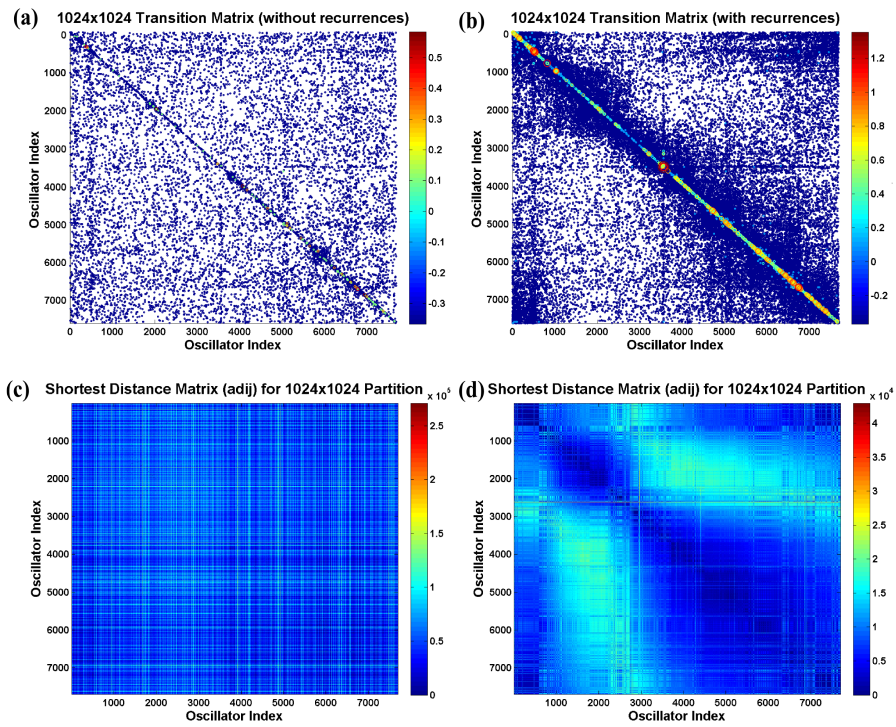 (a)
1024x1024 Transition Matrix (without recurrences)
0
1000
2000
3000
4000
5000
6000
7000
Oscillator Index
0 1000 2000 3000 4000 5000 6000 7000
Oscillator Index
0.5
0.4
0.3
0.2
0.1
0
-0.1
-0.2
-0.3
(b)
1024x1024 Transition Matrix (with recurrences)
0
1000
2000
3000
4000
5000
6000
7000
Oscillator Index
0 1000 2000 3000 4000 5000 6000 7000
Oscillator Index
1.2
1
0.8
0.6
0.4
0.2
0
-0.2
(c)
Shortest Distance Matrix (adij) for 1024x1024 Partition
x 10^5
1000
2000
3000
4000
5000
6000
7000
Oscillator Index
1000 2000 3000 4000 5000 6000 7000
Oscillator Index
2.5
2
1.5
1
0.5
0
(d)
Shortest Distance Matrix (adij) for 1024x1024 Partition
x 10^4
1000
2000
3000
4000
5000
6000
7000
Oscillator Index
1000 2000 3000 4000 5000 6000 7000
Oscillator Index
4
3.5
3
2.5
2
1.5
1
0.5
0